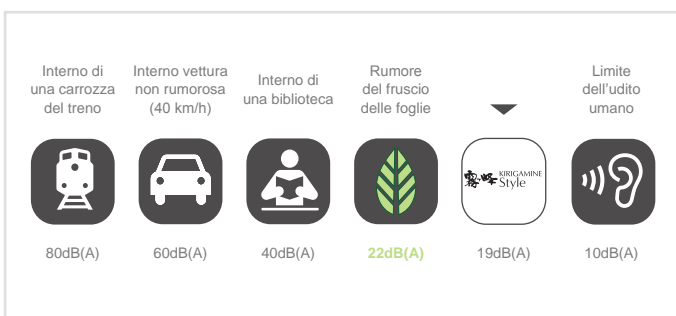 Interno di
una carrozza
del treno
Interno vettura
non rumorosa
(40 km/h)
Interno di
una biblioteca
Rumore
del fruscio
delle foglie
Limite
dell'udito
umano
霧ヶ峰 KIRIGAMINE
Style
80dB(A)
60dB(A)
40dB(A)
22dB(A)
19dB(A)
10dB(A)